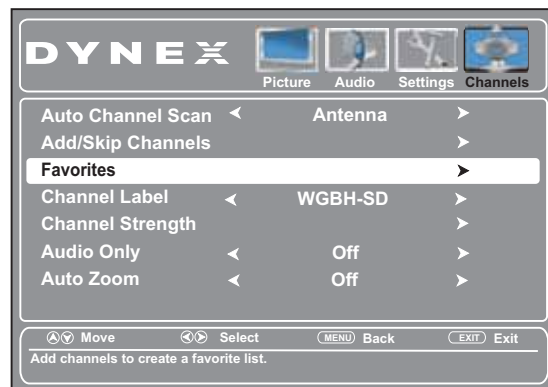 DYNEX
Picture Audio Settings Channels
Auto Channel Scan Antenna
Add/Skip Channels
Favorites
Channel Label WGBH-SD
Channel Strength
Audio Only Off
Auto Zoom Off
Move Select MENU Back EXIT Exit
Add channels to create a favorite list.